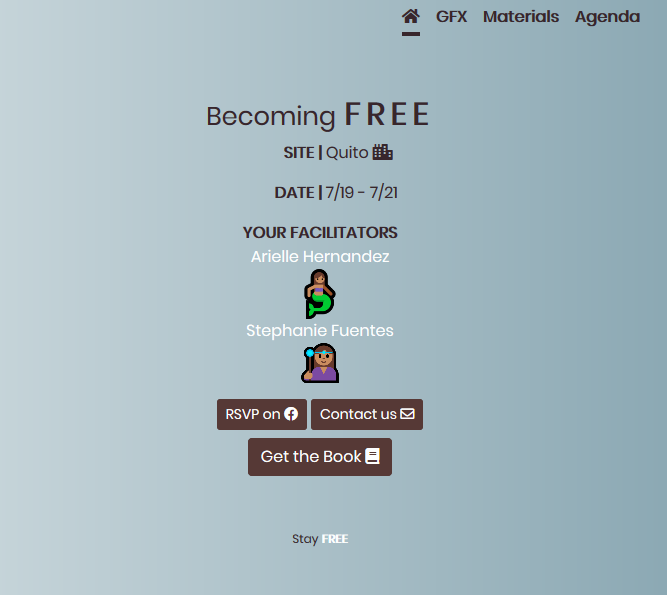 GFX Materials Agenda
Becoming FREE
SITE | Quito
DATE | 7/19 - 7/21
YOUR FACILITATORS
Arielle Hernandez
Stephanie Fuentes
RSVP on Contact us
Get the Book
Stay FREE